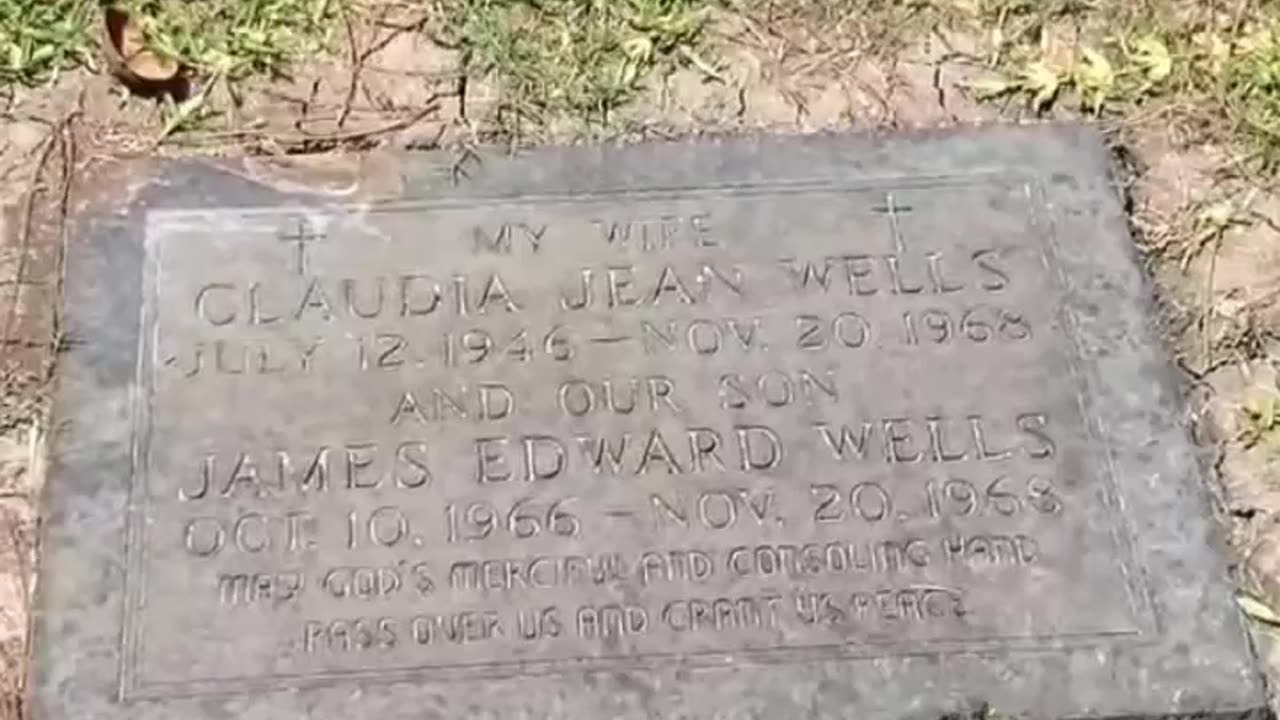 MY WIFE
CLAUDIA JEAN WELLS
JULY 12, 1946 – NOV. 20, 1968
AND OUR SON
JAMES EDWARD WELLS
OCT. 10, 1966 – NOV. 20, 1968
MAY GOD'S MERCIFUL AND CONSOLING HAND
PASS OVER US AND GRANT US PEACE